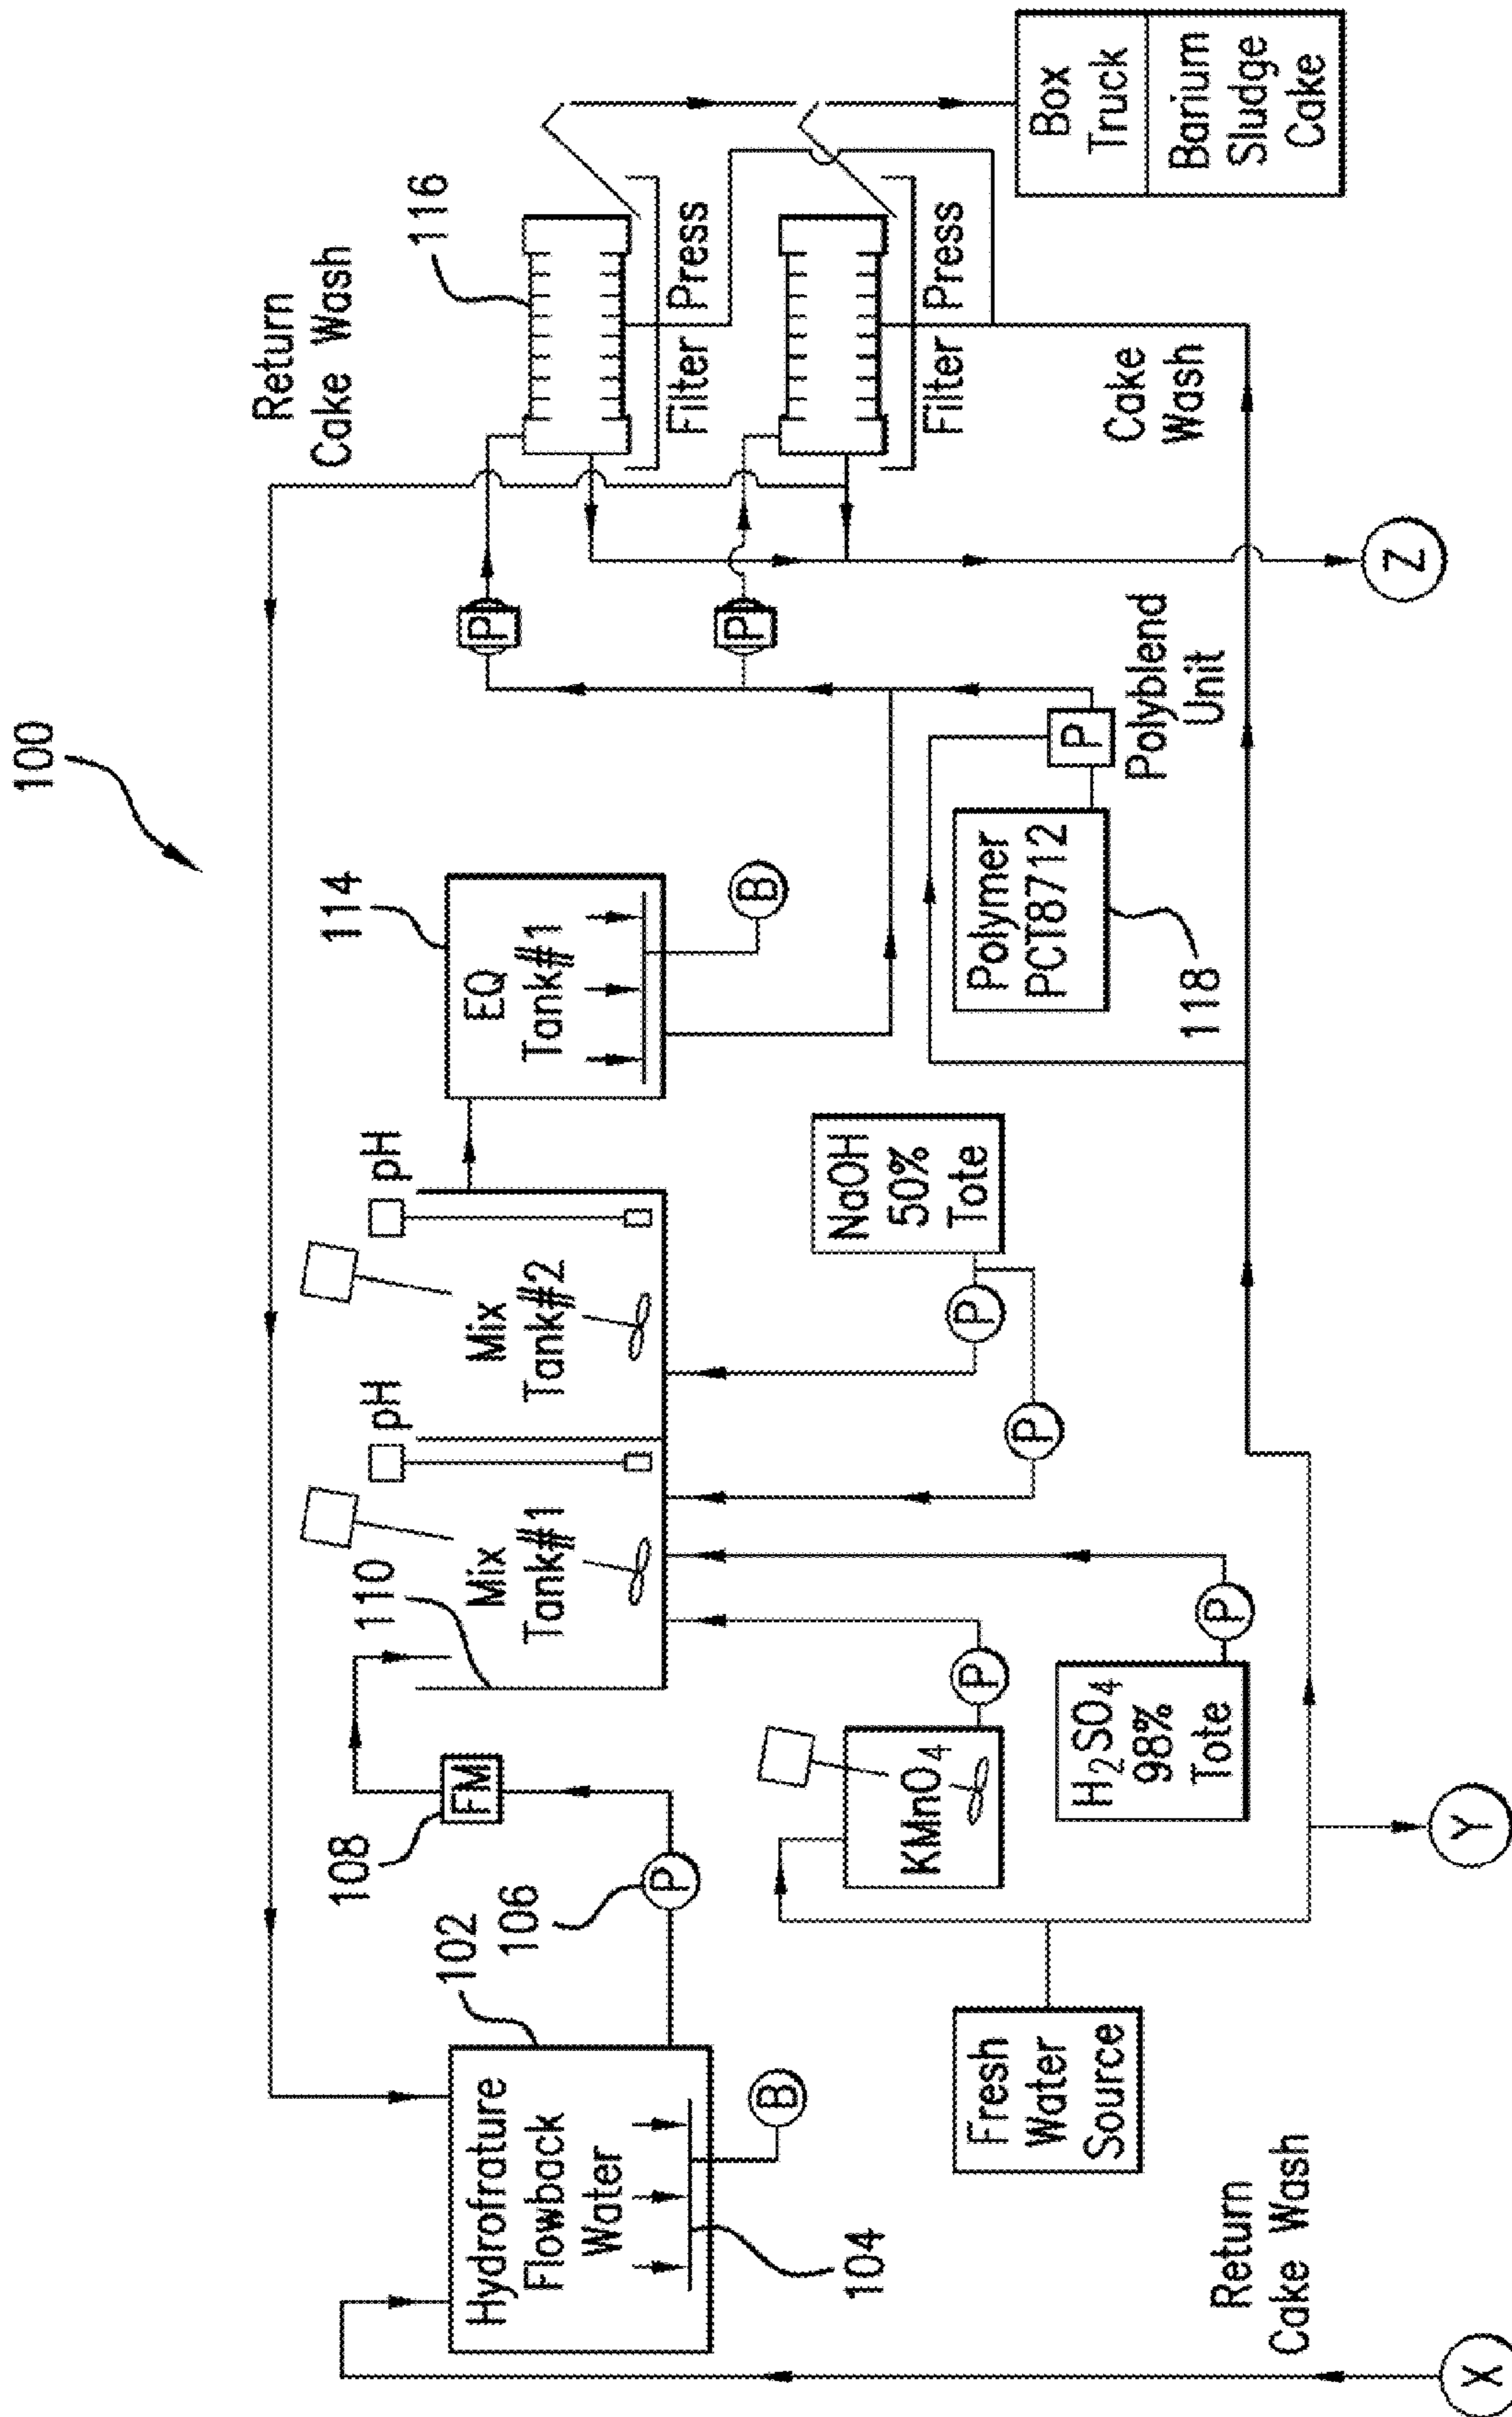 100
Return
Cake Wash
116
114
pH
pH
110
108
102
106
FM
P
Hydrofrature
Flowback
Water
104
B
Mix
Tank#1
Mix
Tank#2
EQ
Tank#1
B
P
P
Filter Press
Filter Press
KMnO4
P
H2SO4
98%
Tote
P
NaOH
50%
Tote
P
P
Polymer
PCT8712
118
P
Polyblend
Unit
Cake
Wash
Box
Truck
Barium
Sludge
Cake
Fresh
Water
Source
Return
Cake Wash
X
Y
Z